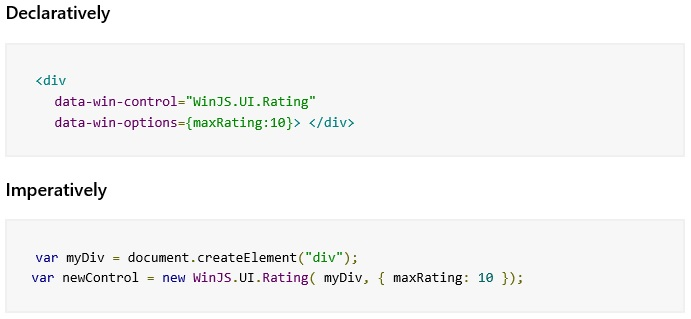 Declaratively
<div
data-win-control="WinJS.UI.Rating"
data-win-options={maxRating:10}> </div>
Imperatively
var myDiv = document.createElement("div");
var newControl = new WinJS.UI.Rating( myDiv, { maxRating: 10 });